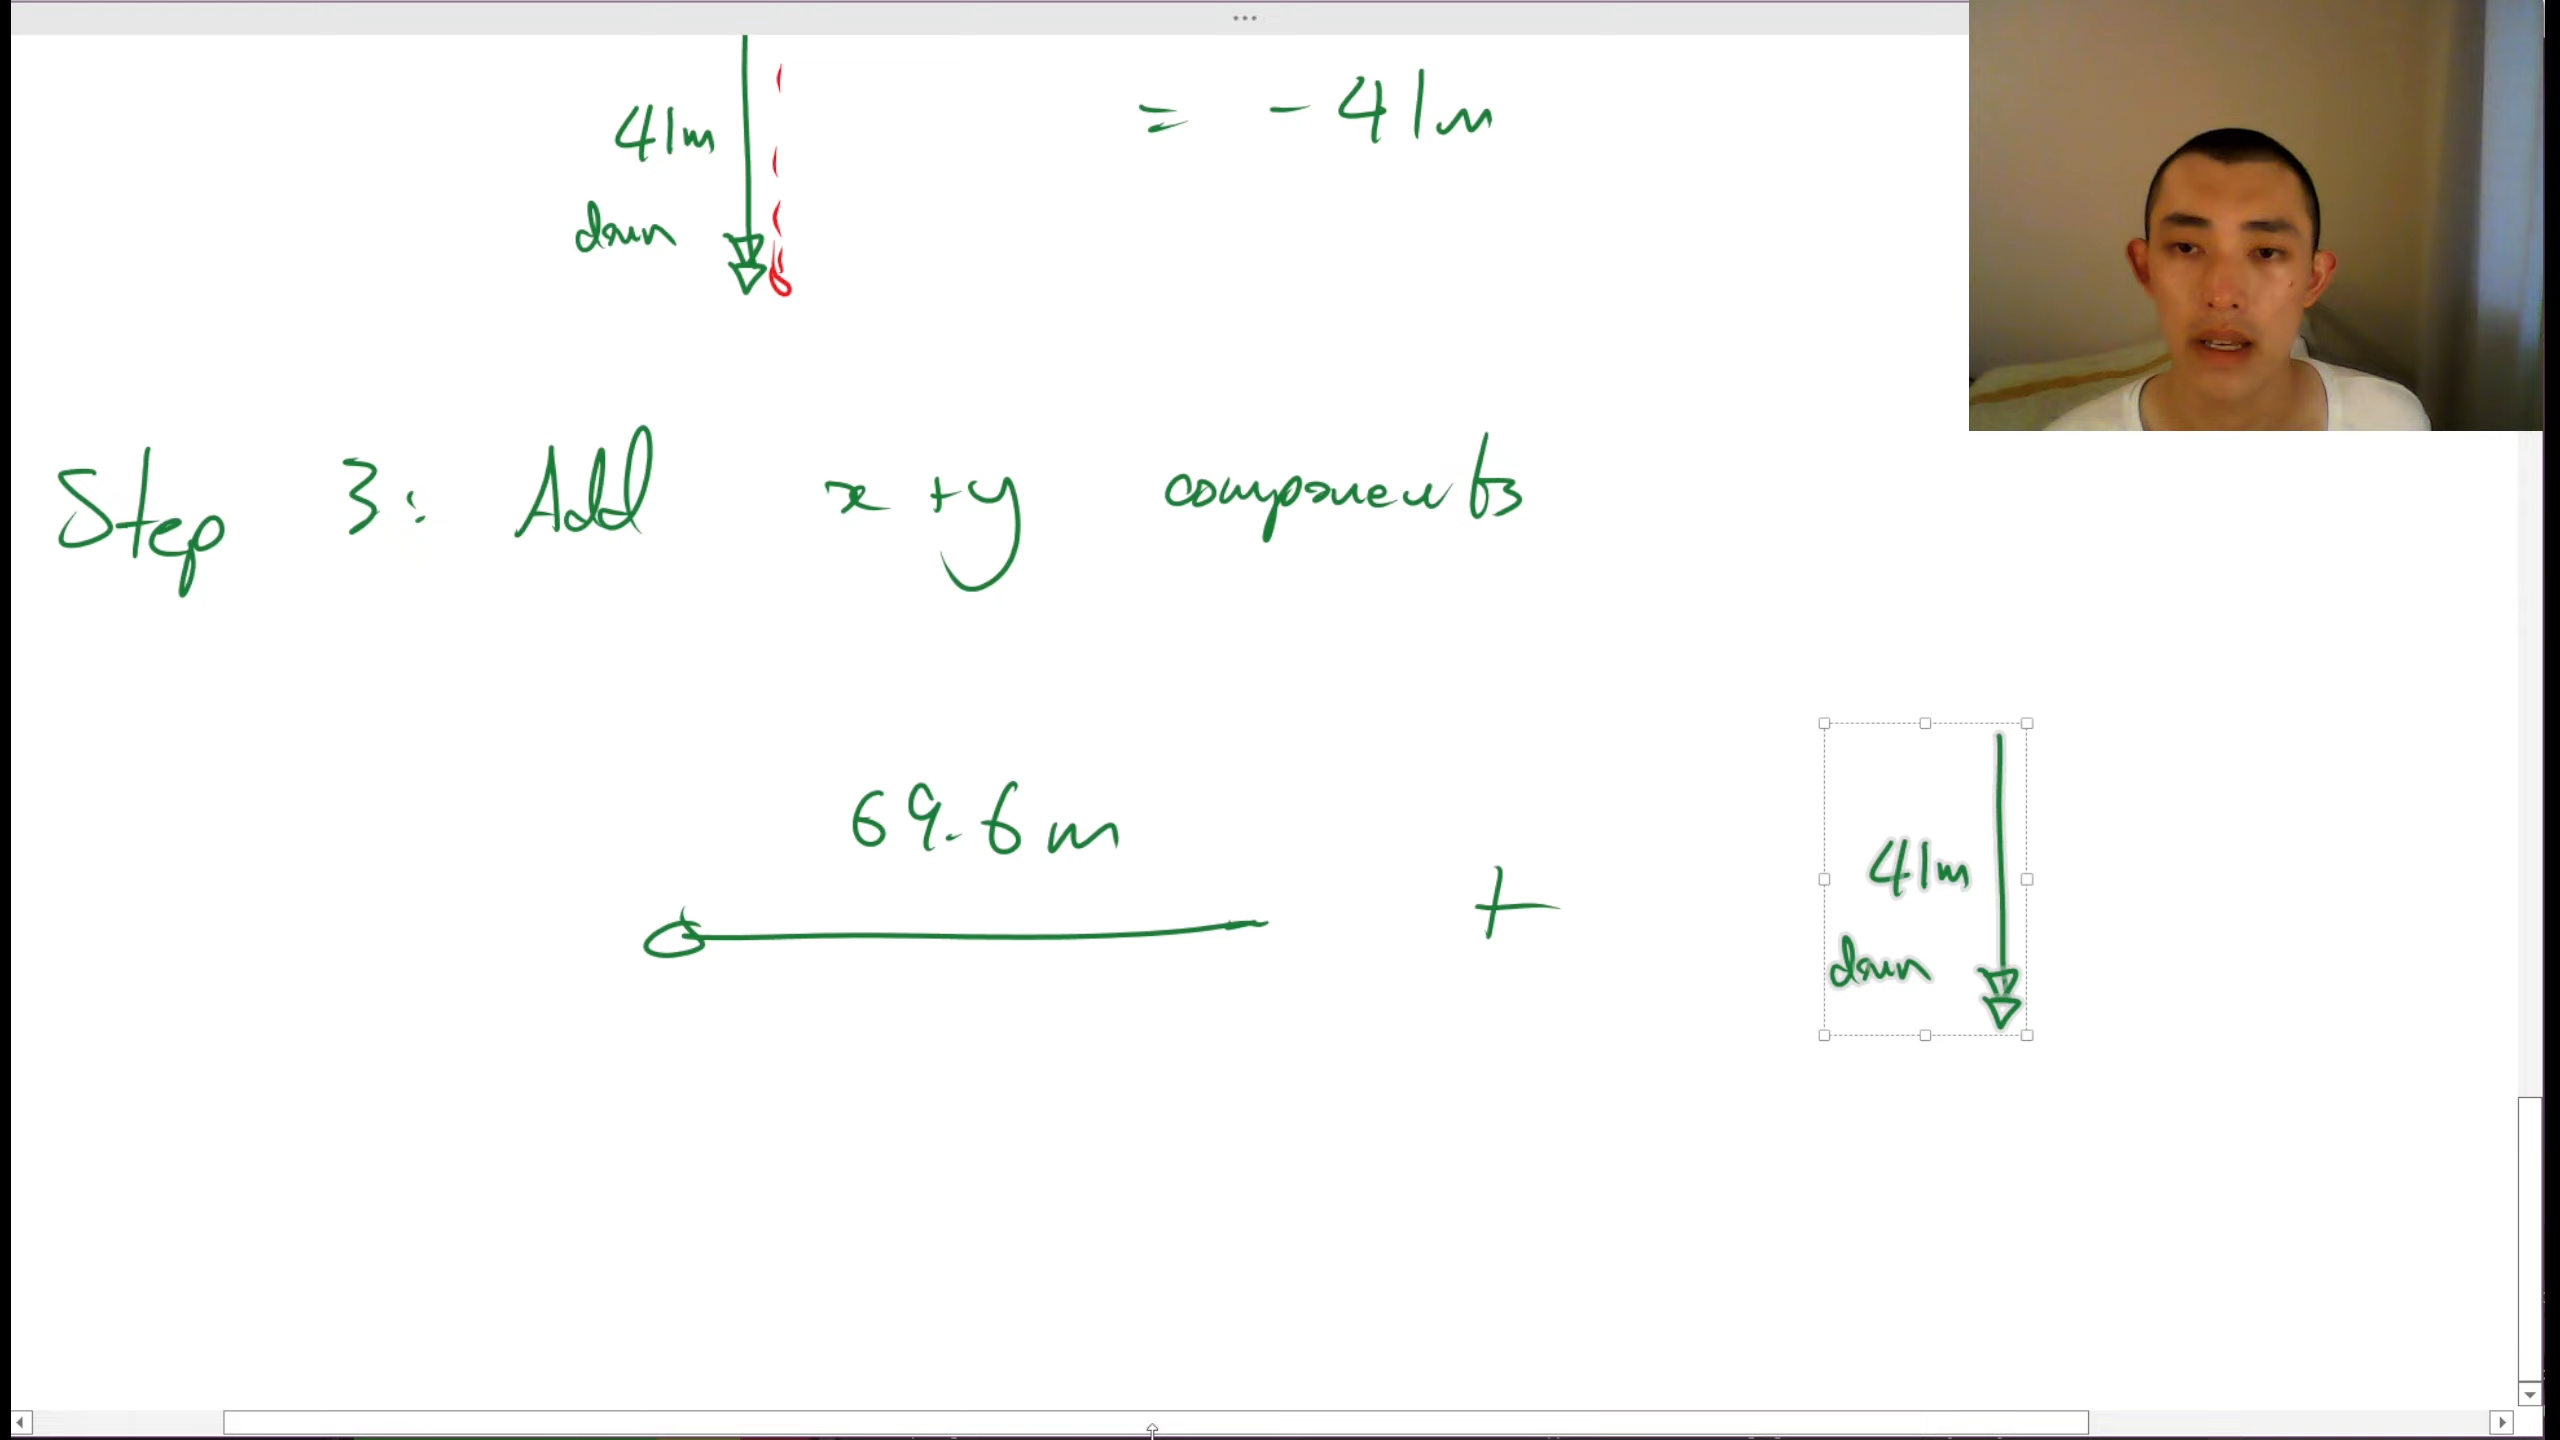 = -41m
41m
down
Step 3: Add x + y components
69.6m
+
41m
down